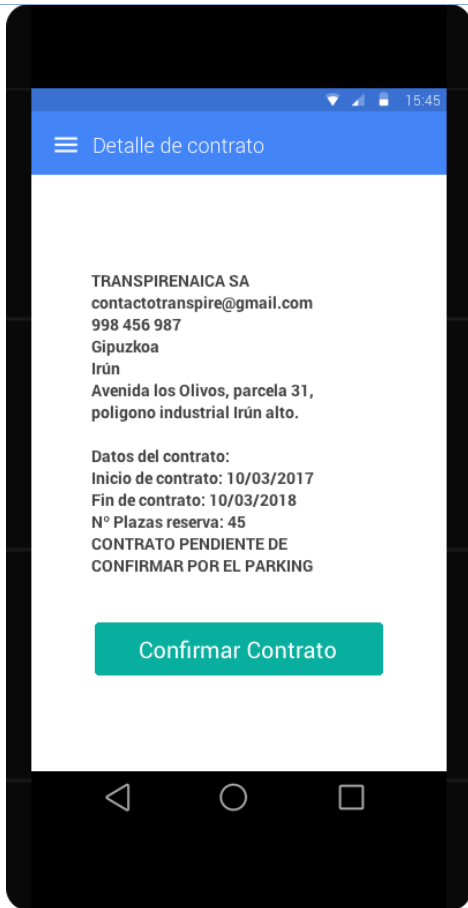 15:45
Detalle de contrato
TRANSPIRENAICA SA
contactotranspire@gmail.com
998 456 987
Gipuzkoa
Irún
Avenida los Olivos, parcela 31,
poligono industrial Irún alto.
Datos del contrato:
Inicio de contrato: 10/03/2017
Fin de contrato: 10/03/2018
Nº Plazas reserva: 45
CONTRATO PENDIENTE DE
CONFIRMAR POR EL PARKING
Confirmar Contrato